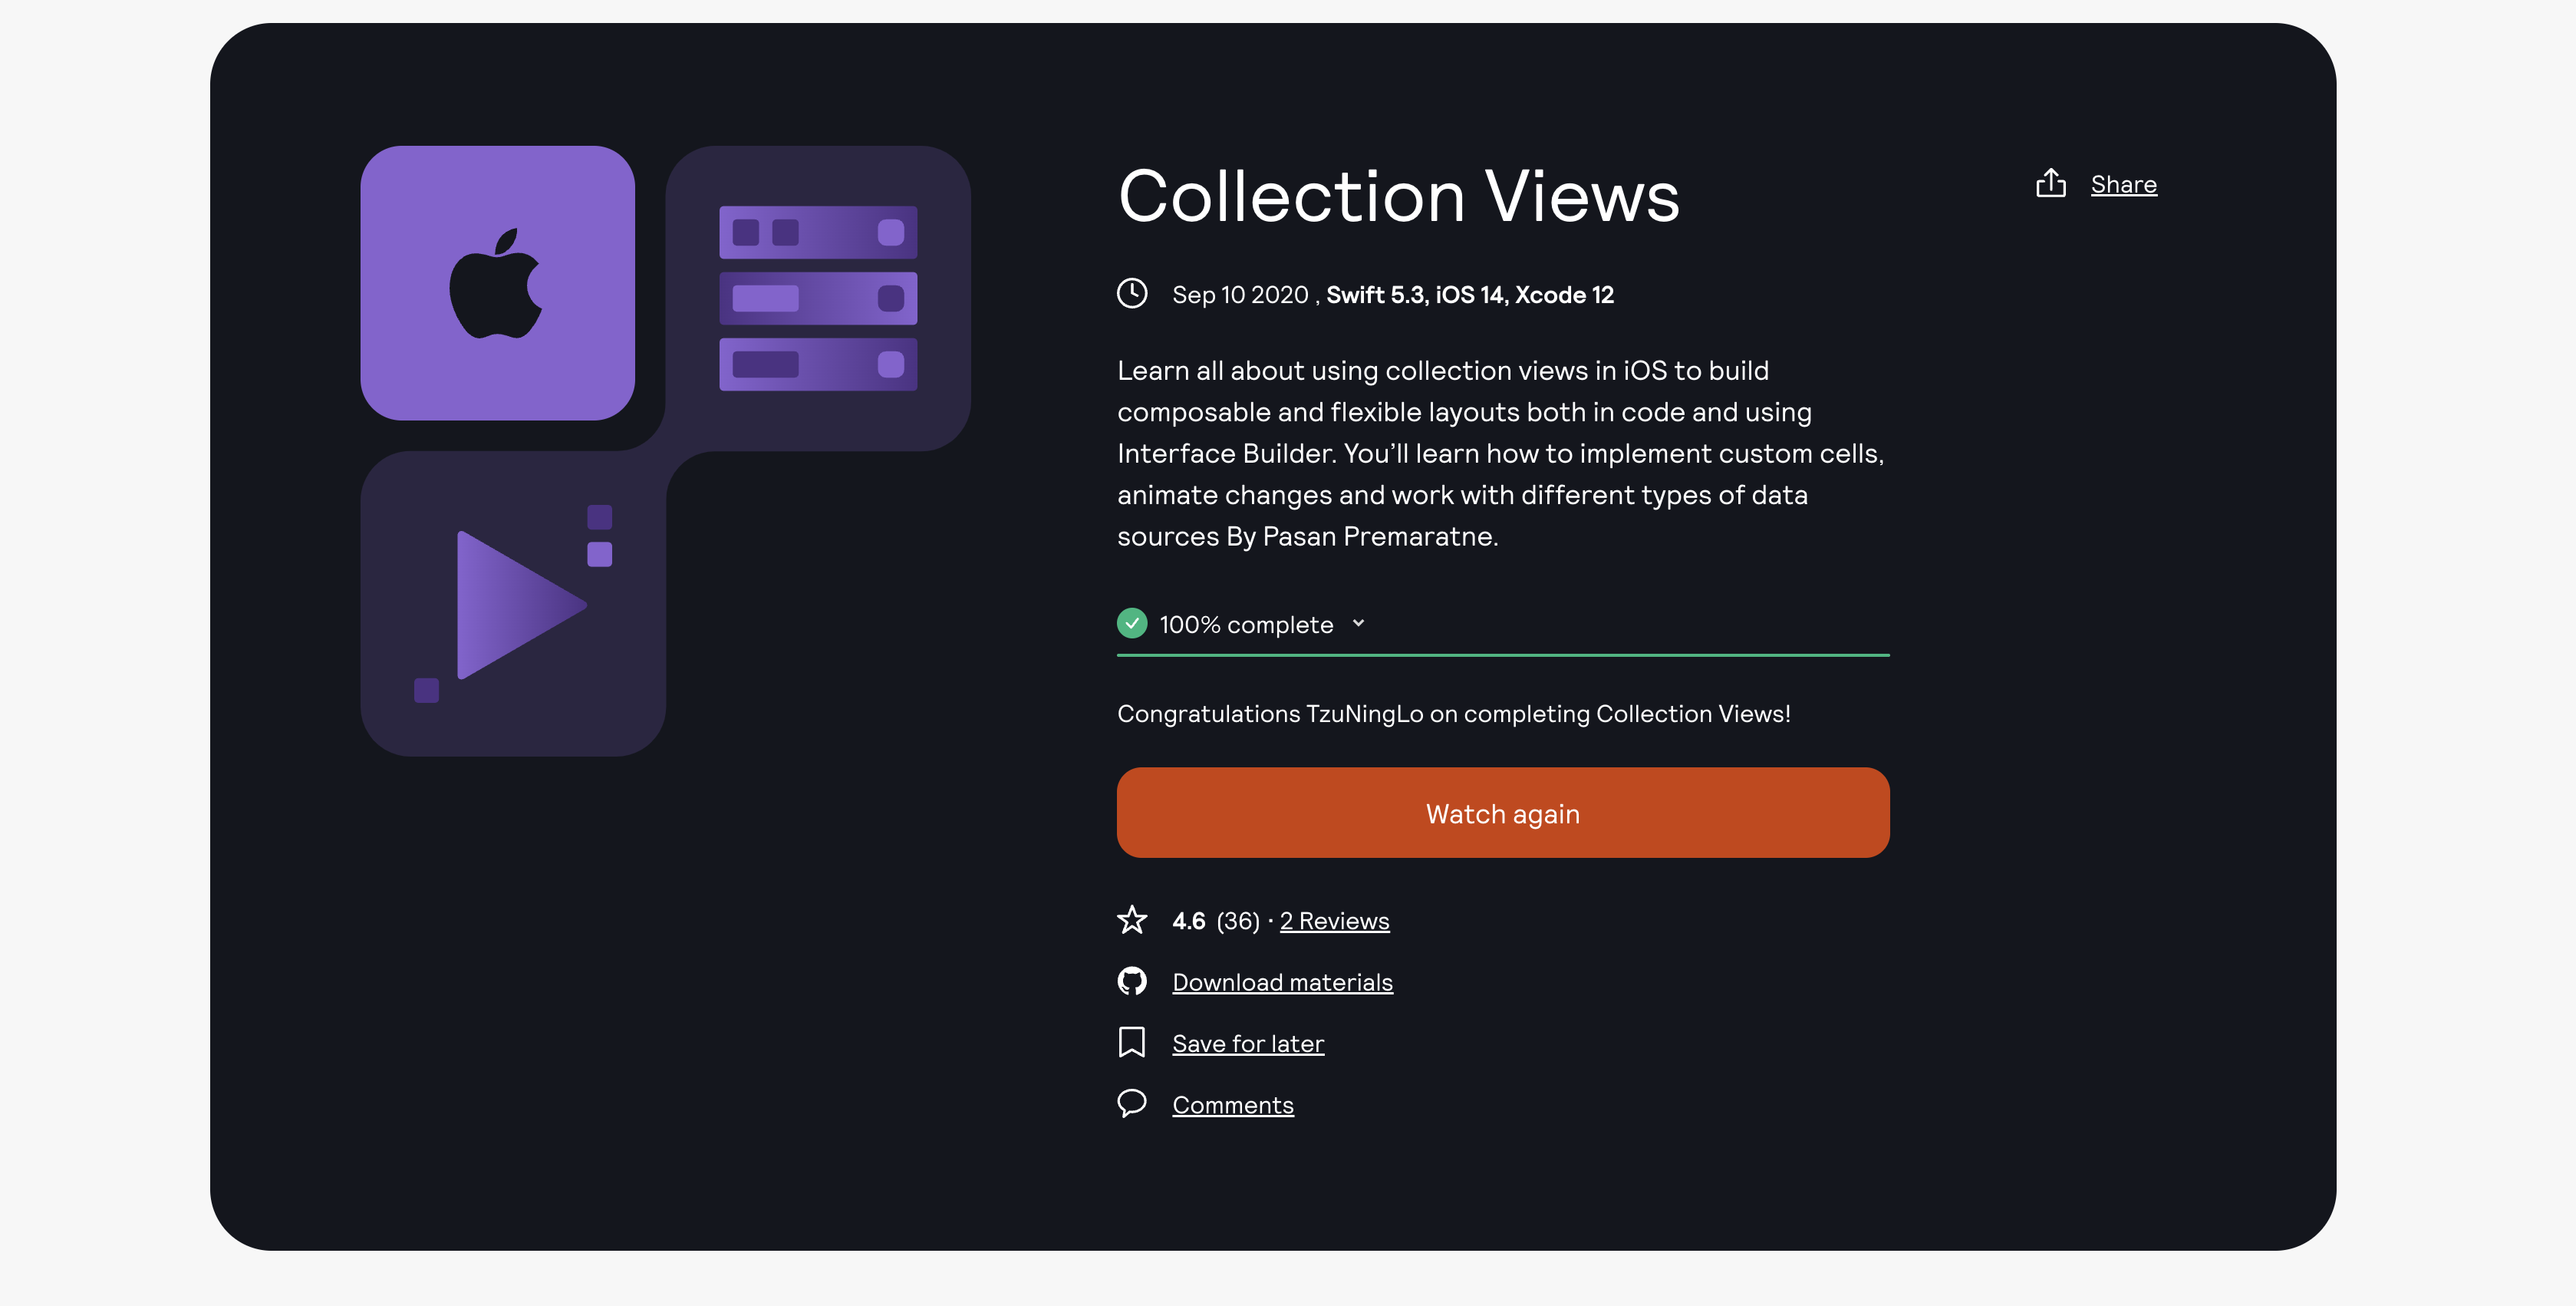 Collection Views
Share
Sep 10 2020 , Swift 5.3, iOS 14, Xcode 12
Learn all about using collection views in iOS to build
composable and flexible layouts both in code and using
Interface Builder. You’ll learn how to implement custom cells,
animate changes and work with different types of data
sources By Pasan Premaratne.
100% complete
Congratulations TzuNingLo on completing Collection Views!
Watch again
4.6 (36) · 2 Reviews
Download materials
Save for later
Comments